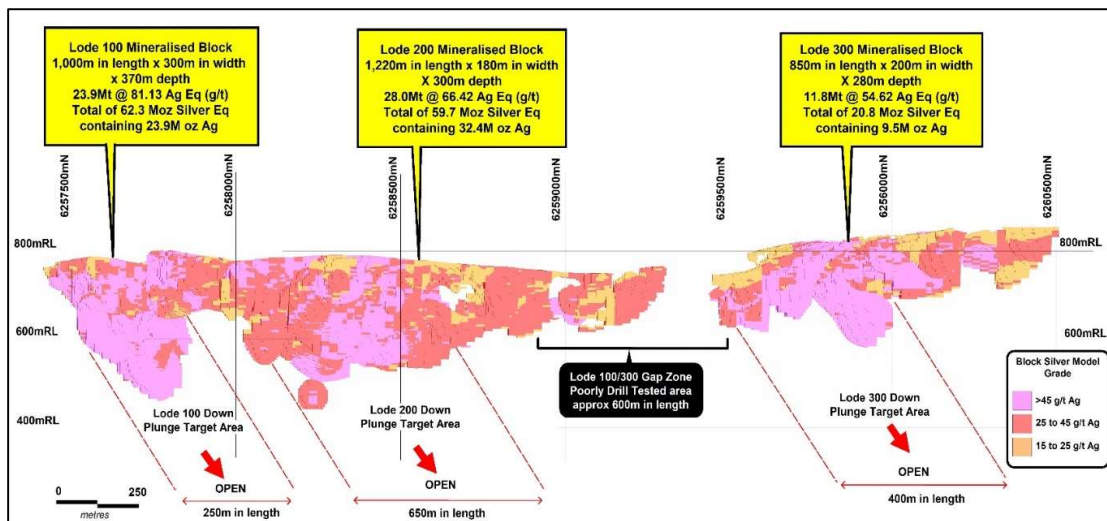 Lode 100 Mineralised Block
1,000m in length x 300m in width
x 370m depth
23.9Mt @ 81.13 Ag Eq (g/t)
Total of 62.3 Moz Silver Eq
containing 23.9M oz Ag
Lode 200 Mineralised Block
1,220m in length x 180m in width
X 300m depth
28.0Mt @ 66.42 Ag Eq (g/t)
Total of 59.7 Moz Silver Eq
containing 32.4M oz Ag
Lode 300 Mineralised Block
850m in length x 200m in width
X 280m depth
11.8Mt @ 54.62 Ag Eq (g/t)
Total of 20.8 Moz Silver Eq
containing 9.5M oz Ag
6257500mN
6258000mN
6258500mN
6259000mN
6259500mN
6256000mN
6260500mN
800mRL
800mRL
600mRL
600mRL
400mRL
Lode 100/300 Gap Zone
Poorly Drill Tested area
approx 600m in length
Block Silver Model
Grade
>45 g/t Ag
25 to 45 g/t Ag
15 to 25 g/t Ag
Lode 100 Down
Plunge Target Area
OPEN
250m in length
Lode 200 Down
Plunge Target Area
OPEN
650m in length
Lode 300 Down
Plunge Target Area
OPEN
400m in length
0 250
metres